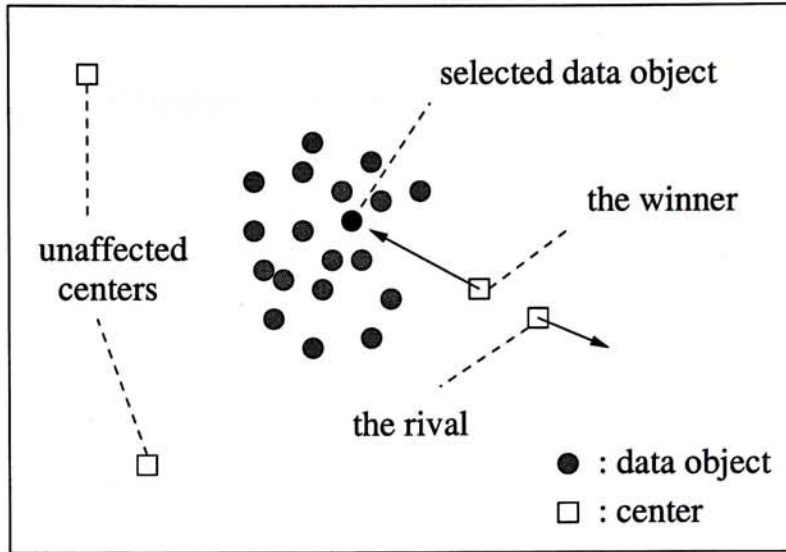 selected data object
the winner
unaffected
centers
the rival
: data object
: center